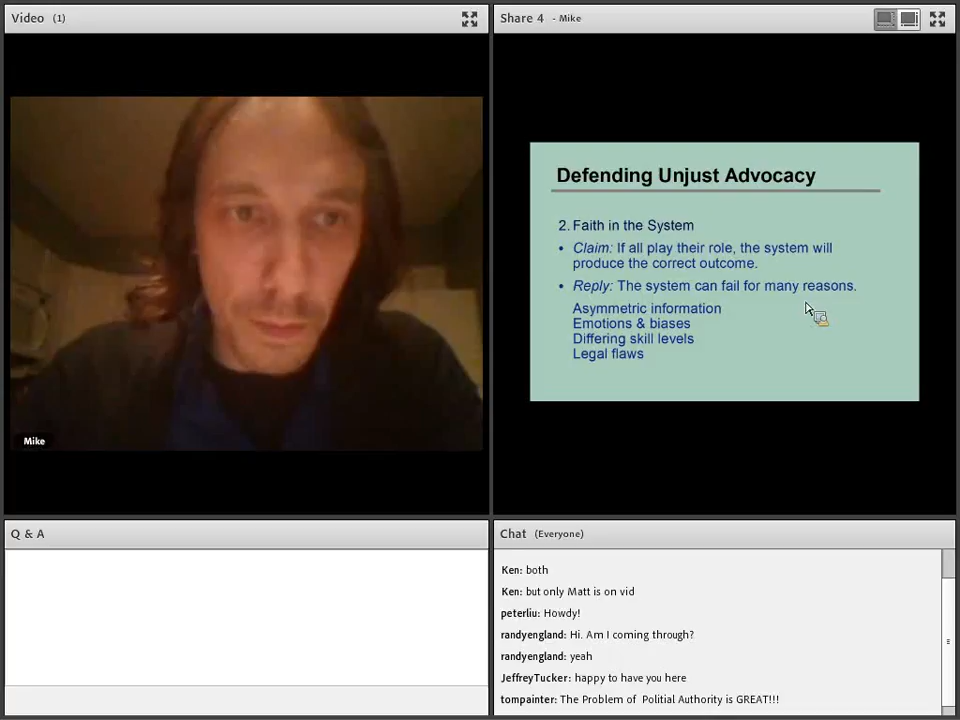 Video (1)
Mike
Share 4 - Mike
Defending Unjust Advocacy
2. Faith in the System
• Claim: If all play their role, the system will
produce the correct outcome.
• Reply: The system can fail for many reasons.
Asymmetric information
Emotions & biases
Differing skill levels
Legal flaws
Q & A
Chat (Everyone)
Ken: both
Ken: but only Matt is on vid
peterliu: Howdy!
randyengland: Hi. Am I coming through?
randyengland: yeah
JeffreyTucker: happy to have you here
tompainter: The Problem of Politial Authority is GREAT!!!